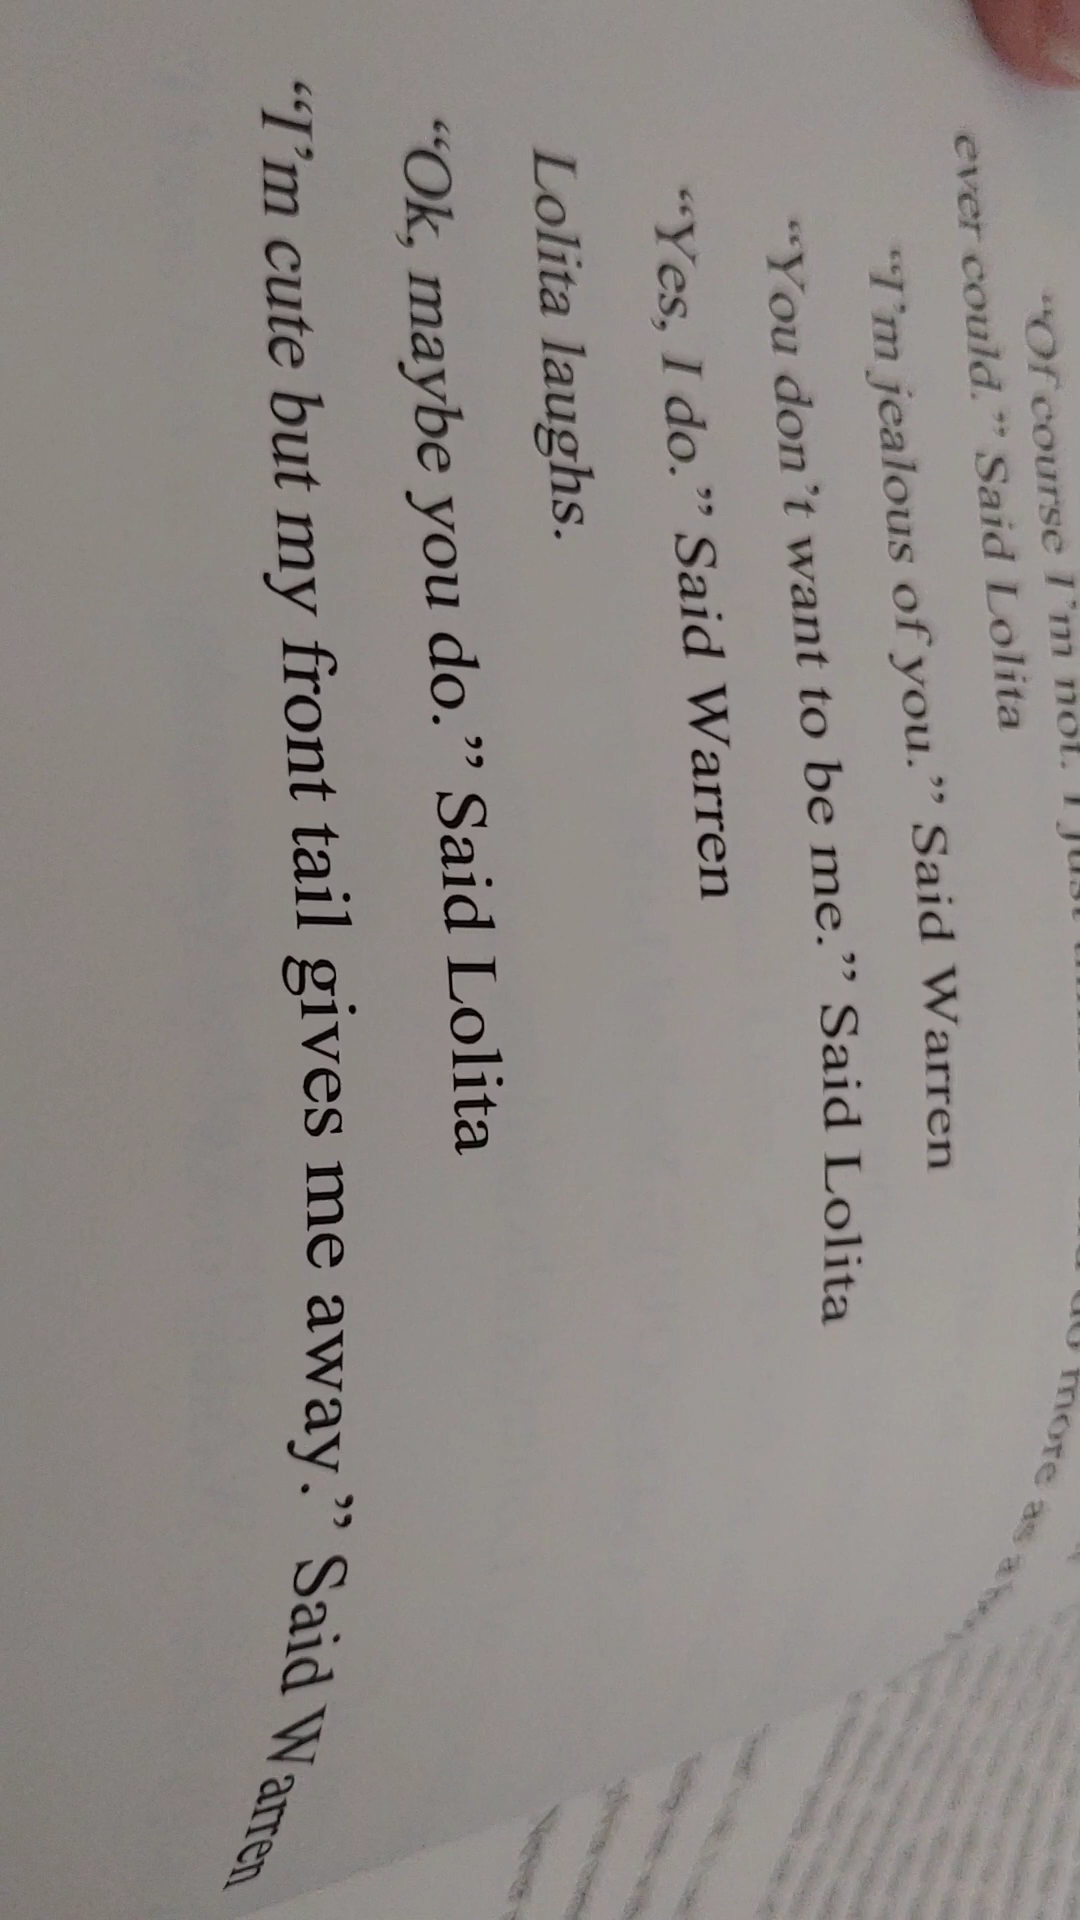 “Of course I’m not. I just
ever could.” Said Lolita
“I’m jealous of you.” Said Warren
“You don’t want to be me.” Said Lolita
“Yes, I do.” Said Warren
Lolita laughs.
“Ok, maybe you do.” Said Lolita
“I’m cute but my front tail gives me away.” Said Warren